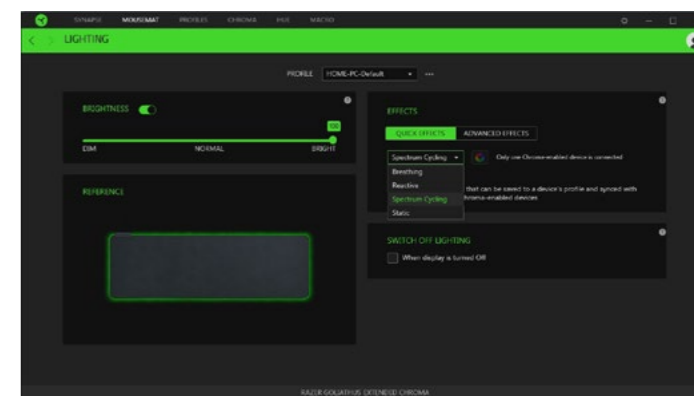 SYNAPSE MOUSEMAT PROFILES CHROMA HUE MACRO
LIGHTING
PROFILE HOME-PC-Default
BRIGHTNESS
100
DIM NORMAL BRIGHT
REFERENCE
EFFECTS
QUICK EFFECTS ADVANCED EFFECTS
Spectrum Cycling Only one Chroma-enabled device is connected
Breathing
Reactive that can be saved to a device's profile and synced with
Spectrum Cycling hroma-enabled devices
Static
SWITCH OFF LIGHTING
When display is turned Off
RAZER GOLIATHUS EXTENDED CHROMA